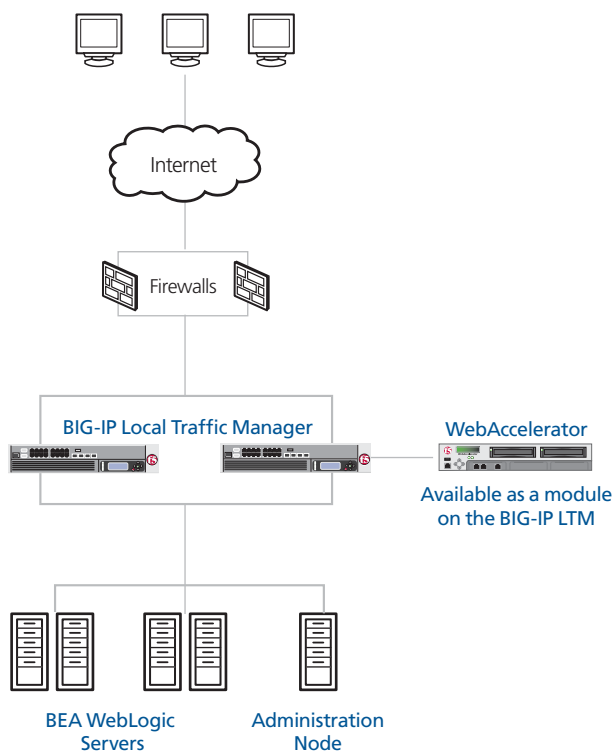 Internet
Firewalls
BIG-IP Local Traffic Manager
WebAccelerator
Available as a module
on the BIG-IP LTM
BEA WebLogic
Servers
Administration
Node